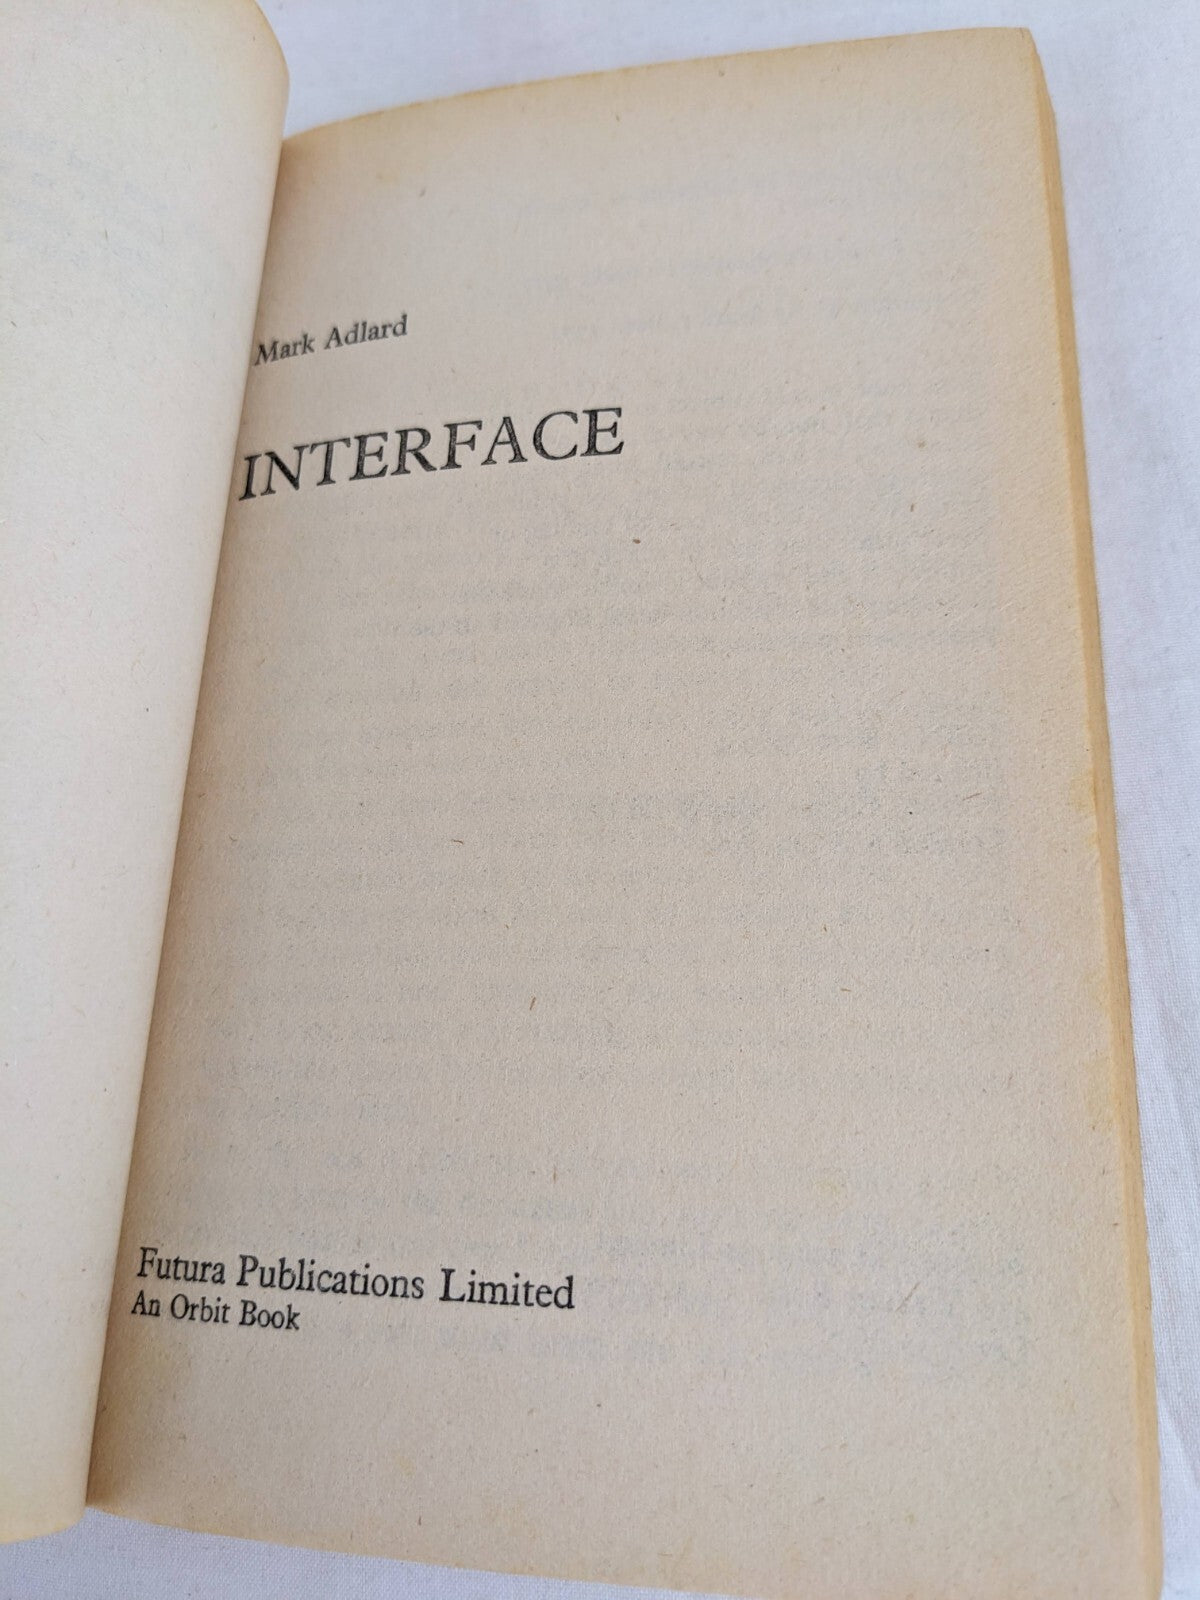 Mark Adlard
INTERFACE
Futura Publications Limited
An Orbit Book